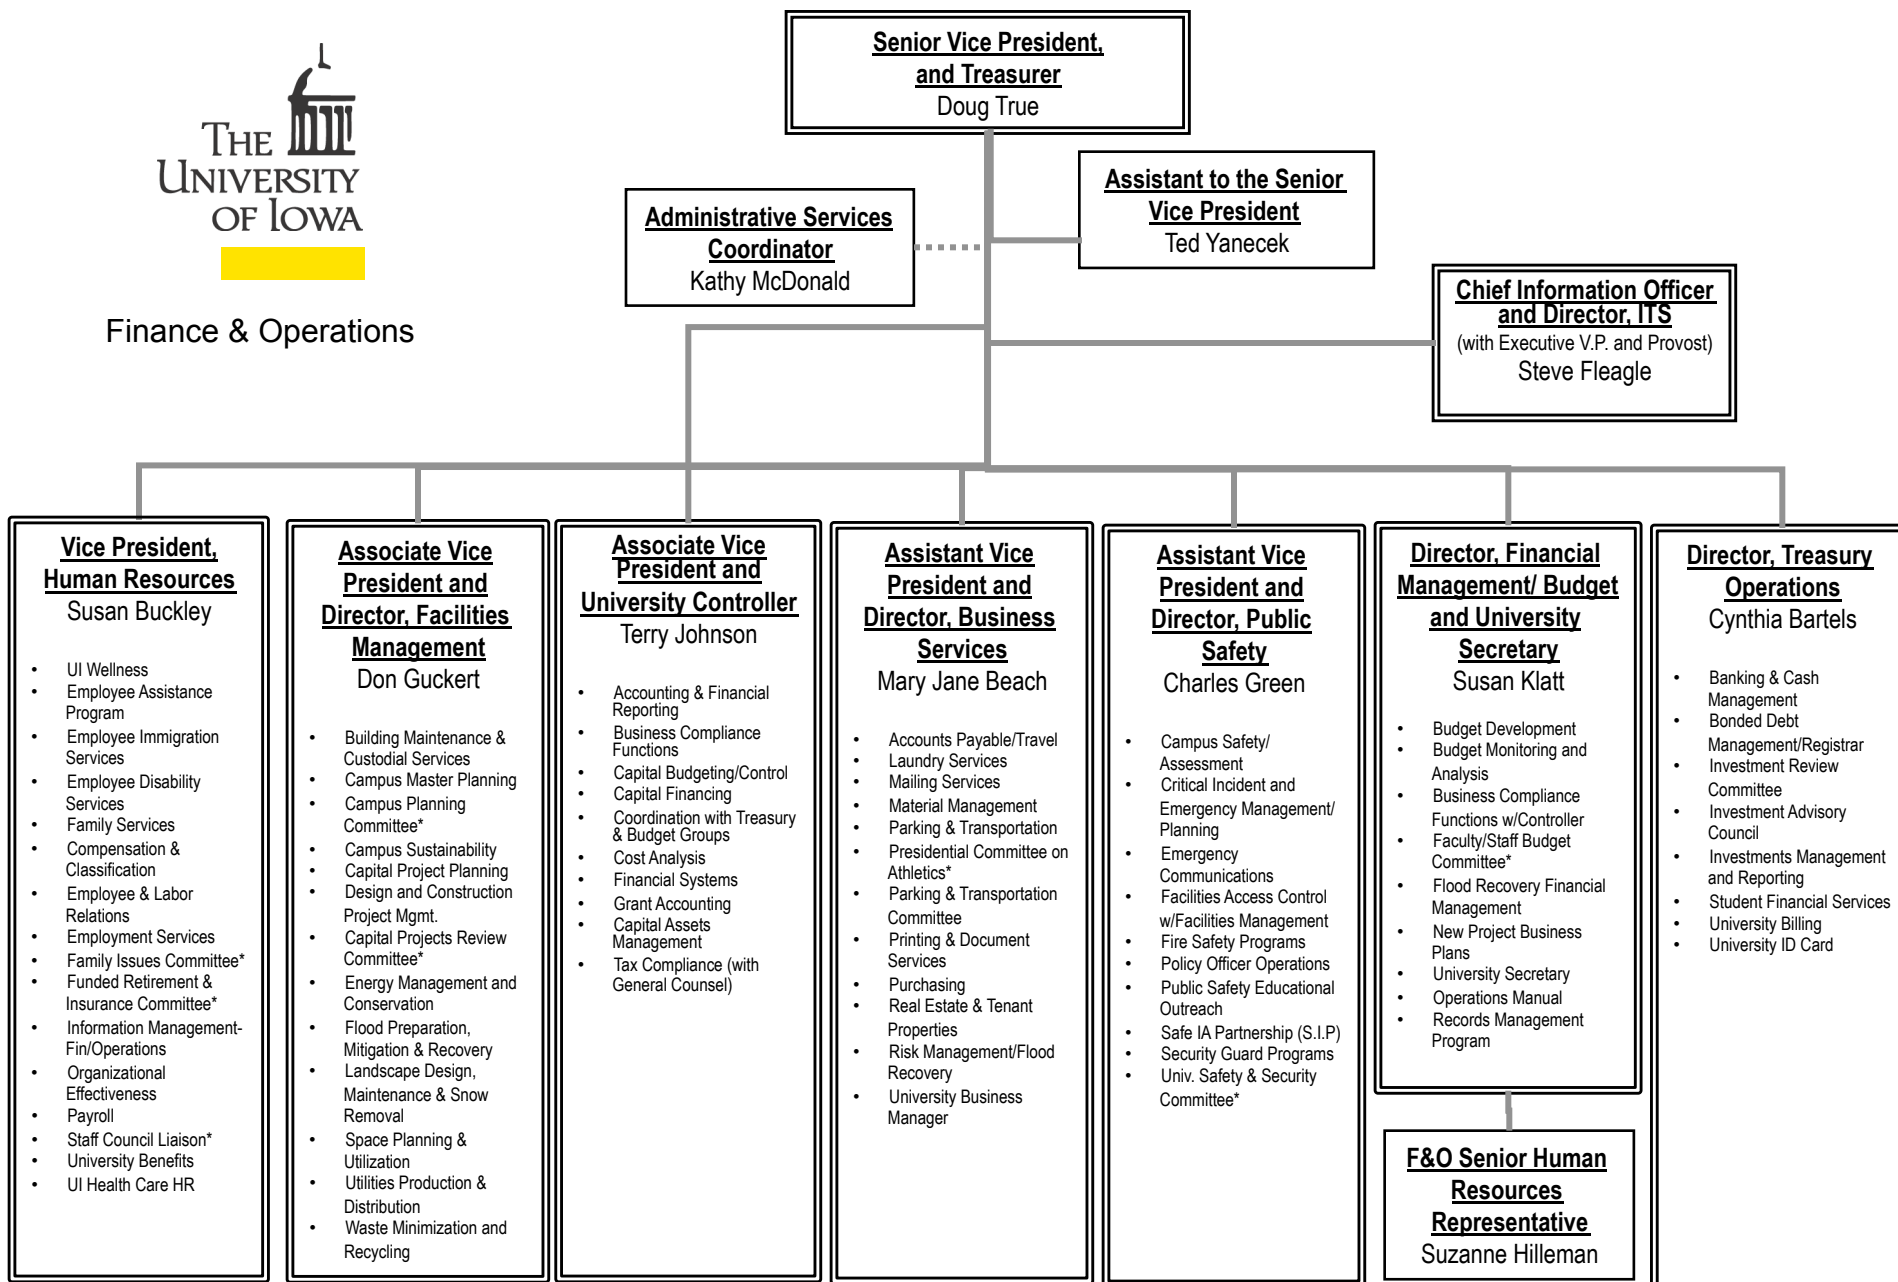 Senior Vice President,
and Treasurer
Doug True
THE
UNIVERSITY
OF IOWA
Finance & Operations
Administrative Services
Coordinator
Kathy McDonald
Assistant to the Senior
Vice President
Ted Yanecek
Chief Information Officer
and Director, ITS
(with Executive V.P. and Provost)
Steve Fleagle
Vice President,
Human Resources
Susan Buckley
• UI Wellness
• Employee Assistance
Program
• Employee Immigration
Services
• Employee Disability
Services
• Family Services
• Compensation &
Classification
• Employee & Labor
Relations
• Employment Services
• Family Issues Committee*
• Funded Retirement &
Insurance Committee*
• Information Management-
Fin/Operations
• Organizational
Effectiveness
• Payroll
• Staff Council Liaison*
• University Benefits
• UI Health Care HR
Associate Vice
President and
Director, Facilities
Management
Don Guckert
• Building Maintenance &
Custodial Services
• Campus Master Planning
• Campus Planning
Committee*
• Campus Sustainability
• Capital Project Planning
• Design and Construction
Project Mgmt.
• Capital Projects Review
Committee*
• Energy Management and
Conservation
• Flood Preparation,
Mitigation & Recovery
• Landscape Design,
Maintenance & Snow
Removal
• Space Planning &
Utilization
• Utilities Production &
Distribution
• Waste Minimization and
Recycling
Associate Vice
President and
University Controller
Terry Johnson
• Accounting & Financial
Reporting
• Business Compliance
Functions
• Capital Budgeting/Control
• Capital Financing
• Coordination with Treasury
& Budget Groups
• Cost Analysis
• Financial Systems
• Grant Accounting
• Capital Assets
Management
• Tax Compliance (with
General Counsel)
Assistant Vice
President and
Director, Business
Services
Mary Jane Beach
• Accounts Payable/Travel
• Laundry Services
• Mailing Services
• Material Management
• Parking & Transportation
• Presidential Committee on
Athletics*
• Parking & Transportation
Committee
• Printing & Document
Services
• Purchasing
• Real Estate & Tenant
Properties
• Risk Management/Flood
Recovery
• University Business
Manager
Assistant Vice
President and
Director, Public
Safety
Charles Green
• Campus Safety/
Assessment
• Critical Incident and
Emergency Management/
Planning
• Emergency
Communications
• Facilities Access Control
w/Facilities Management
• Fire Safety Programs
• Policy Officer Operations
• Public Safety Educational
Outreach
• Safe IA Partnership (S.I.P)
• Security Guard Programs
• Univ. Safety & Security
Committee*
Director, Financial
Management/ Budget
and University
Secretary
Susan Klatt
• Budget Development
• Budget Monitoring and
Analysis
• Business Compliance
Functions w/Controller
• Faculty/Staff Budget
Committee*
• Flood Recovery Financial
Management
• New Project Business
Plans
• University Secretary
• Operations Manual
• Records Management
Program
F&O Senior Human
Resources
Representative
Suzanne Hilleman
Director, Treasury
Operations
Cynthia Bartels
• Banking & Cash
Management
• Bonded Debt
Management/Registrar
• Investment Review
Committee
• Investment Advisory
Council
• Investments Management
and Reporting
• Student Financial Services
• University Billing
• University ID Card